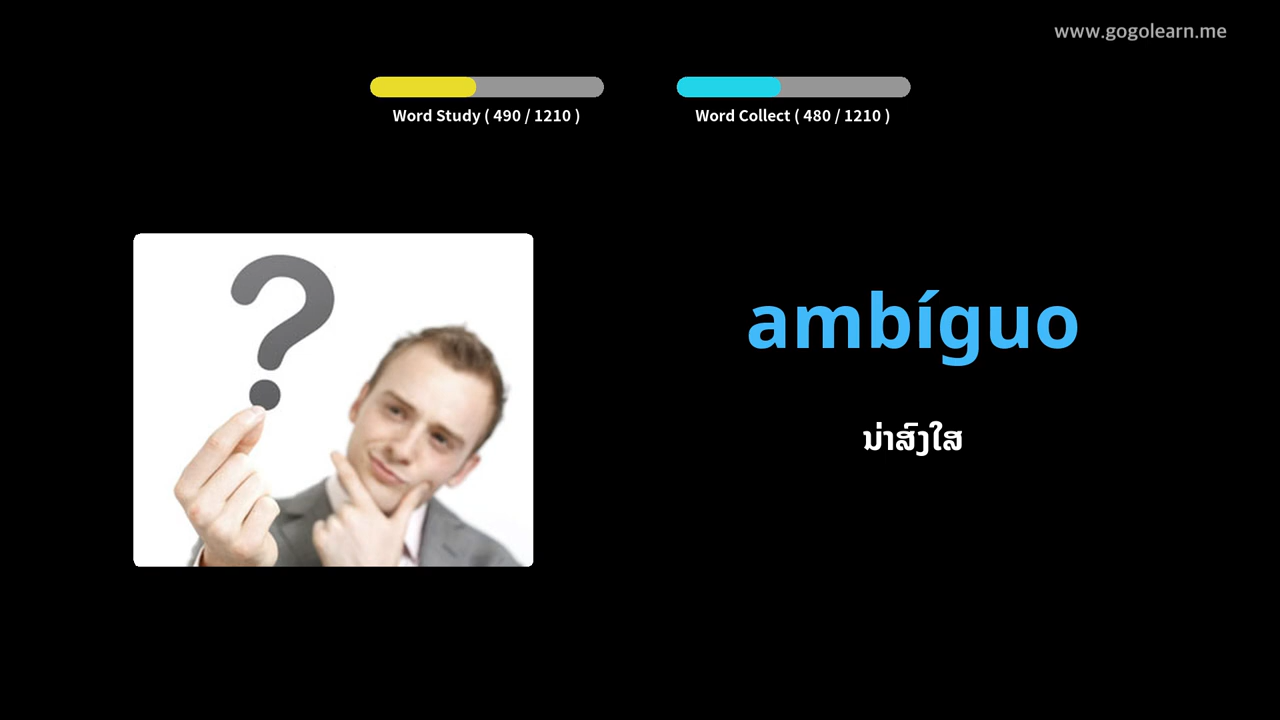 www.gogolearn.me
Word Study ( 490 / 1210 )
Word Collect ( 480 / 1210 )
?
ambíguo
ນ່າສົງໃສ